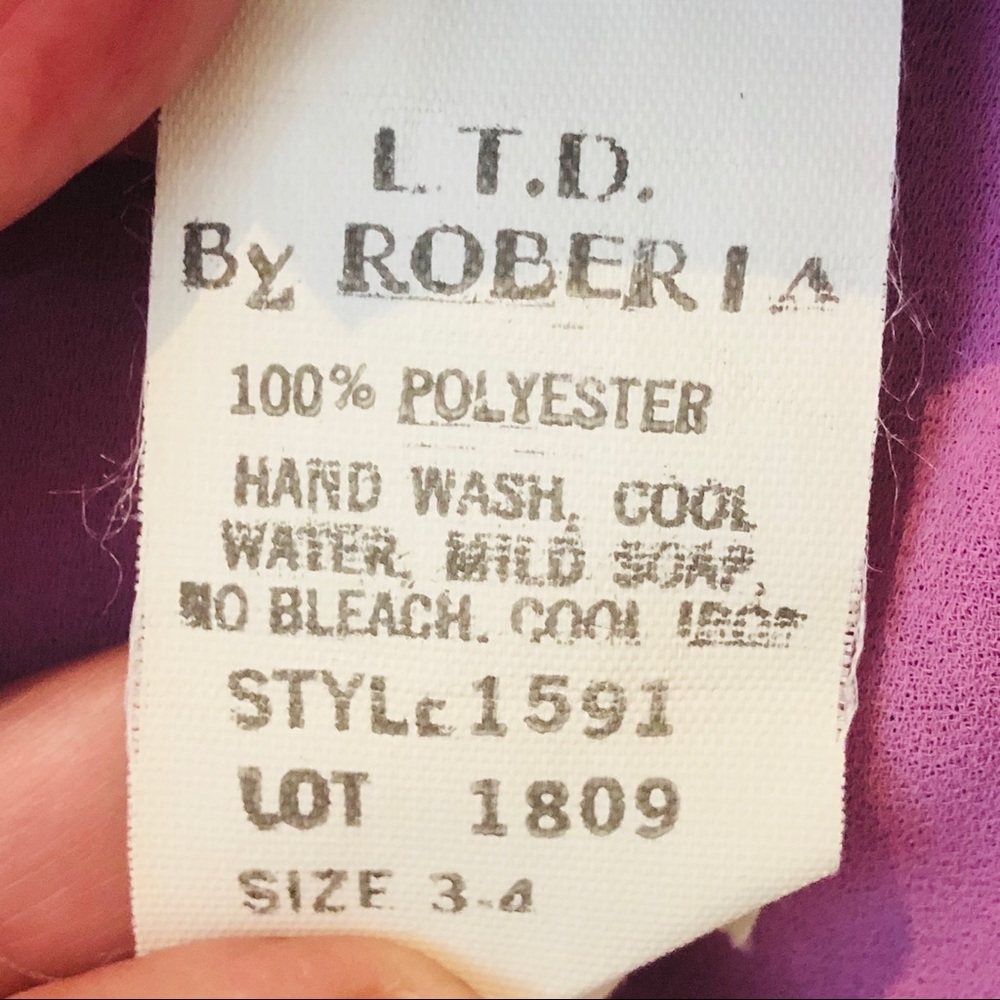 L.T.D.
By ROBERTA
100% POLYESTER
HAND WASH, COOL
WATER, MILD SOAP,
NO BLEACH. COOL IRON
STYLE 1591
LOT 1809
SIZE 3-4